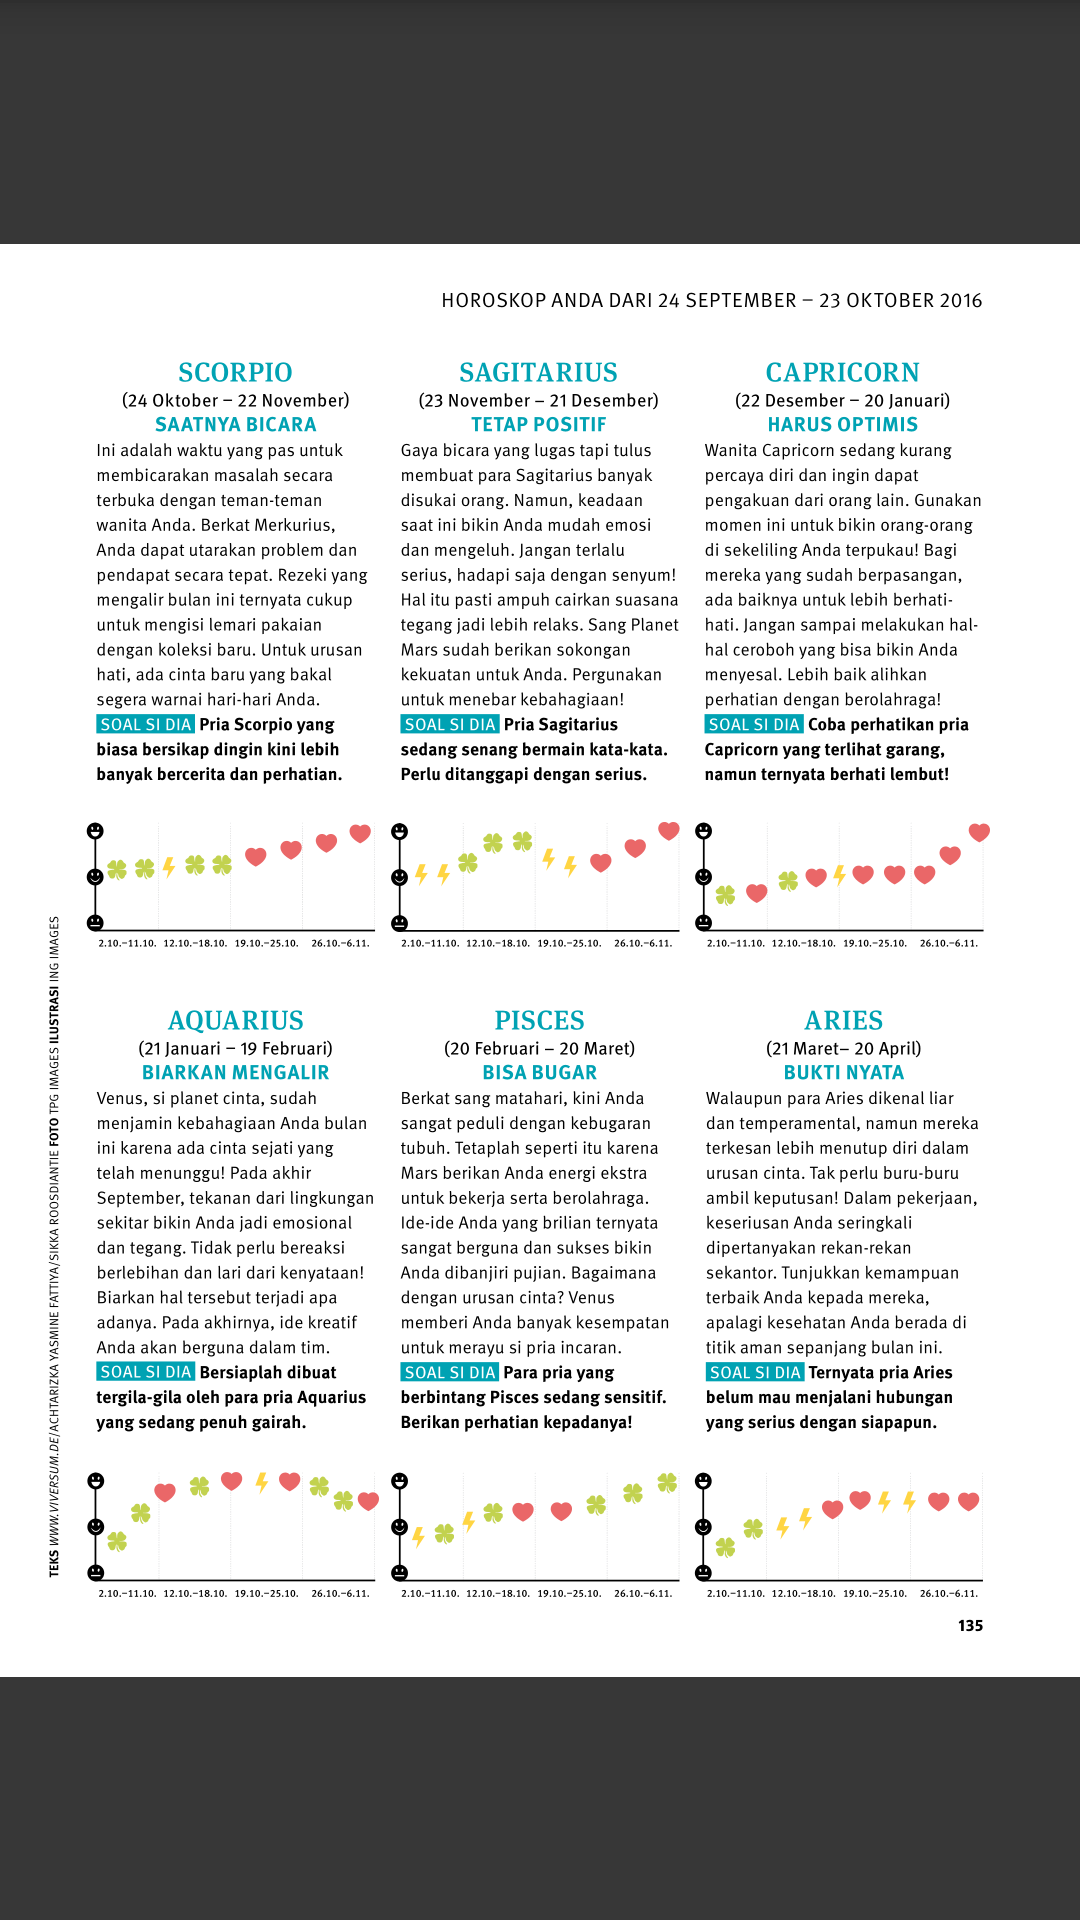 HOROSKOP ANDA DARI 24 SEPTEMBER – 23 OKTOBER 2016
SCORPIO
(24 Oktober – 22 November)
SAATNYA BICARA
Ini adalah waktu yang pas untuk
membicarakan masalah secara
terbuka dengan teman-teman
wanita Anda. Berkat Merkurius,
Anda dapat utarakan problem dan
pendapat secara tepat. Rezeki yang
mengalir bulan ini ternyata cukup
untuk mengisi lemari pakaian
dengan koleksi baru. Untuk urusan
hati, ada cinta baru yang bakal
segera warnai hari-hari Anda.
SOAL SI DIA Pria Scorpio yang
biasa bersikap dingin kini lebih
banyak bercerita dan perhatian.
2.10.–11.10. 12.10.–18.10. 19.10.–25.10. 26.10.–6.11.
SAGITARIUS
(23 November – 21 Desember)
TETAP POSITIF
Gaya bicara yang lugas tapi tulus
membuat para Sagitarius banyak
disukai orang. Namun, keadaan
saat ini bikin Anda mudah emosi
dan mengeluh. Jangan terlalu
serius, hadapi saja dengan senyum!
Hal itu pasti ampuh cairkan suasana
tegang jadi lebih relaks. Sang Planet
Mars sudah berikan sokongan
kekuatan untuk Anda. Pergunakan
untuk menebar kebahagiaan!
SOAL SI DIA Pria Sagitarius
sedang senang bermain kata-kata.
Perlu ditanggapi dengan serius.
2.10.–11.10. 12.10.–18.10. 19.10.–25.10. 26.10.–6.11.
CAPRICORN
(22 Desember – 20 Januari)
HARUS OPTIMIS
Wanita Capricorn sedang kurang
percaya diri dan ingin dapat
pengakuan dari orang lain. Gunakan
momen ini untuk bikin orang-orang
di sekeliling Anda terpukau! Bagi
mereka yang sudah berpasangan,
ada baiknya untuk lebih berhati-
hati. Jangan sampai melakukan hal-
hal ceroboh yang bisa bikin Anda
menyesal. Lebih baik alihkan
perhatian dengan berolahraga!
SOAL SI DIA Coba perhatikan pria
Capricorn yang terlihat garang,
namun ternyata berhati lembut!
2.10.–11.10. 12.10.–18.10. 19.10.–25.10. 26.10.–6.11.
AQUARIUS
(21 Januari – 19 Februari)
BIARKAN MENGALIR
Venus, si planet cinta, sudah
menjamin kebahagiaan Anda bulan
ini karena ada cinta sejati yang
telah menunggu! Pada akhir
September, tekanan dari lingkungan
sekitar bikin Anda jadi emosional
dan tegang. Tidak perlu bereaksi
berlebihan dan lari dari kenyataan!
Biarkan hal tersebut terjadi apa
adanya. Pada akhirnya, ide kreatif
Anda akan berguna dalam tim.
SOAL SI DIA Bersiaplah dibuat
tergila-gila oleh para pria Aquarius
yang sedang penuh gairah.
2.10.–11.10. 12.10.–18.10. 19.10.–25.10. 26.10.–6.11.
PISCES
(20 Februari – 20 Maret)
BISA BUGAR
Berkat sang matahari, kini Anda
sangat peduli dengan kebugaran
tubuh. Tetaplah seperti itu karena
Mars berikan Anda energi ekstra
untuk bekerja serta berolahraga.
Ide-ide Anda yang brilian ternyata
sangat berguna dan sukses bikin
Anda dibanjiri pujian. Bagaimana
dengan urusan cinta? Venus
memberi Anda banyak kesempatan
untuk merayu si pria incaran.
SOAL SI DIA Para pria yang
berbintang Pisces sedang sensitif.
Berikan perhatian kepadanya!
2.10.–11.10. 12.10.–18.10. 19.10.–25.10. 26.10.–6.11.
ARIES
(21 Maret– 20 April)
BUKTI NYATA
Walaupun para Aries dikenal liar
dan temperamental, namun mereka
terkesan lebih menutup diri dalam
urusan cinta. Tak perlu buru-buru
ambil keputusan! Dalam pekerjaan,
keseriusan Anda seringkali
dipertanyakan rekan-rekan
sekantor. Tunjukkan kemampuan
terbaik Anda kepada mereka,
apalagi kesehatan Anda berada di
titik aman sepanjang bulan ini.
SOAL SI DIA Ternyata pria Aries
belum mau menjalani hubungan
yang serius dengan siapapun.
2.10.–11.10. 12.10.–18.10. 19.10.–25.10. 26.10.–6.11.
TEKS WWW.VIVERSUM.DE/ACHTARIZKA YASMINE FATTIYA/SIKKA ROOSDIANTIE FOTO TPG IMAGES ILUSTRASI ING IMAGES
135